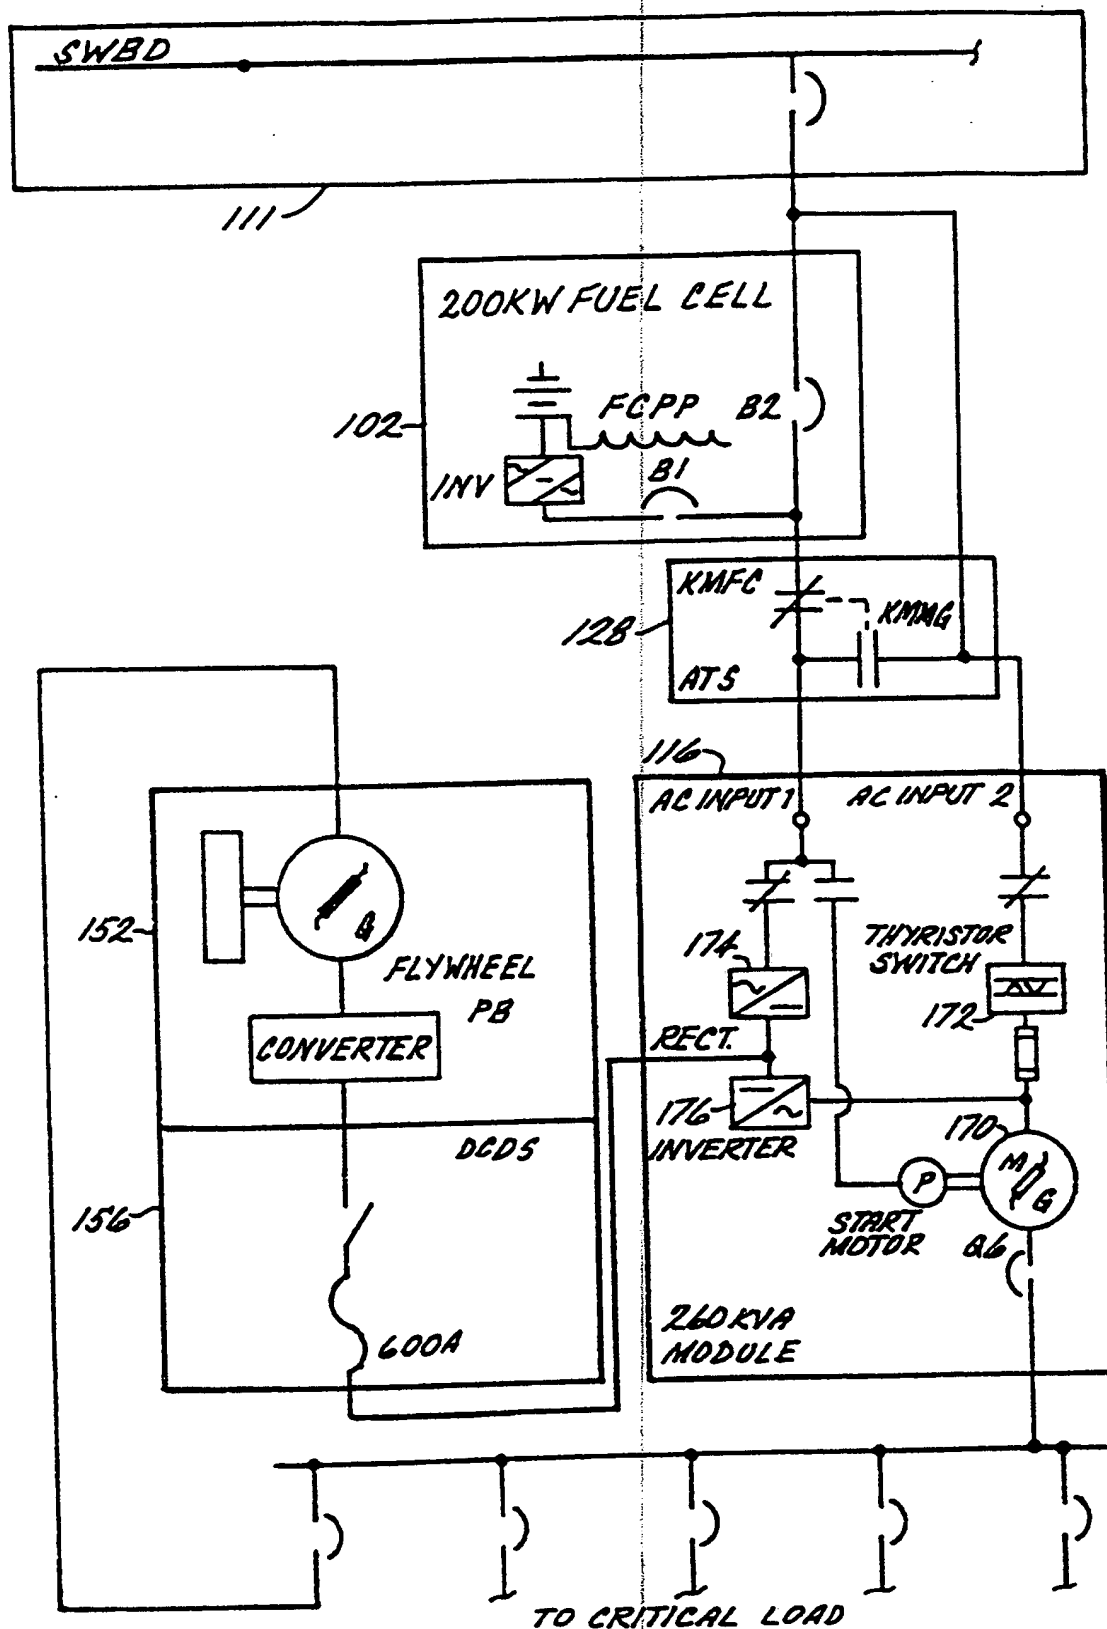 SWBD
111
200KW FUEL CELL
102
FCPP
B2
INV
B1
KMFC
KMMG
128
ATS
116
AC INPUT 1
AC INPUT 2
152
G
FLYWHEEL
PB
CONVERTER
174
THYRISTOR
SWITCH
172
RECT.
176
INVERTER
170
M
G
P
START
MOTOR
Q6
DCDS
156
600A
260KVA
MODULE
TO CRITICAL LOAD